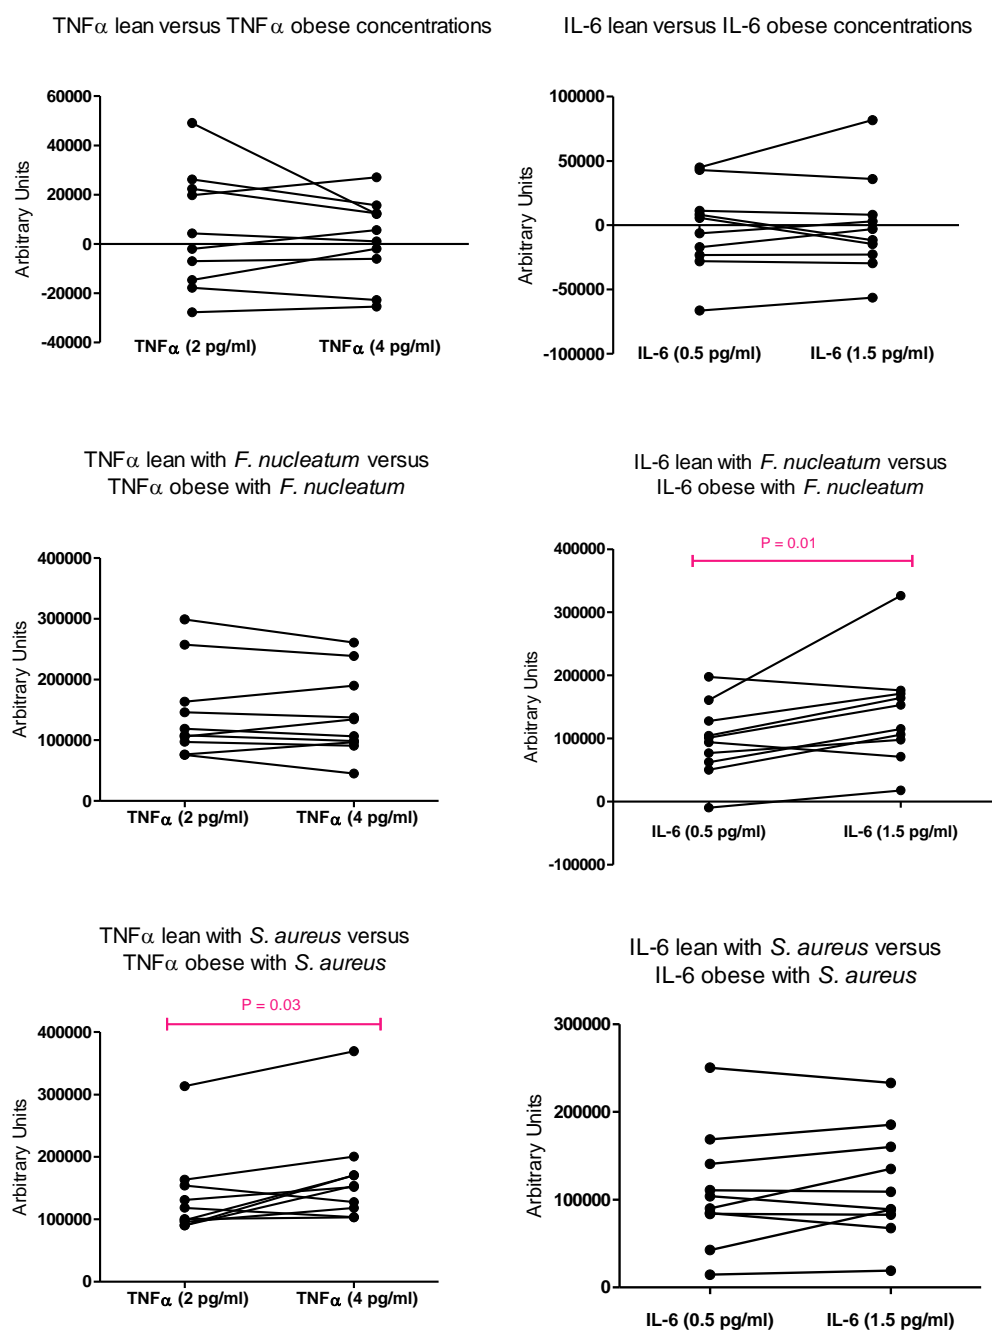 TNFα lean versus TNFα obese concentrations
60000
40000
20000
0
-20000
-40000
Arbitrary Units
TNFα (2 pg/ml)
TNFα (4 pg/ml)
IL-6 lean versus IL-6 obese concentrations
100000
50000
0
-50000
-100000
Arbitrary Units
IL-6 (0.5 pg/ml)
IL-6 (1.5 pg/ml)
TNFα lean with F. nucleatum versus
TNFα obese with F. nucleatum
400000
300000
200000
100000
0
Arbitrary Units
TNFα (2 pg/ml)
TNFα (4 pg/ml)
IL-6 lean with F. nucleatum versus
IL-6 obese with F. nucleatum
P = 0.01
400000
300000
200000
100000
0
-100000
Arbitrary Units
IL-6 (0.5 pg/ml)
IL-6 (1.5 pg/ml)
TNFα lean with S. aureus versus
TNFα obese with S. aureus
P = 0.03
400000
300000
200000
100000
0
Arbitrary Units
TNFα (2 pg/ml)
TNFα (4 pg/ml)
IL-6 lean with S. aureus versus
IL-6 obese with S. aureus
300000
200000
100000
0
Arbitrary Units
IL-6 (0.5 pg/ml)
IL-6 (1.5 pg/ml)